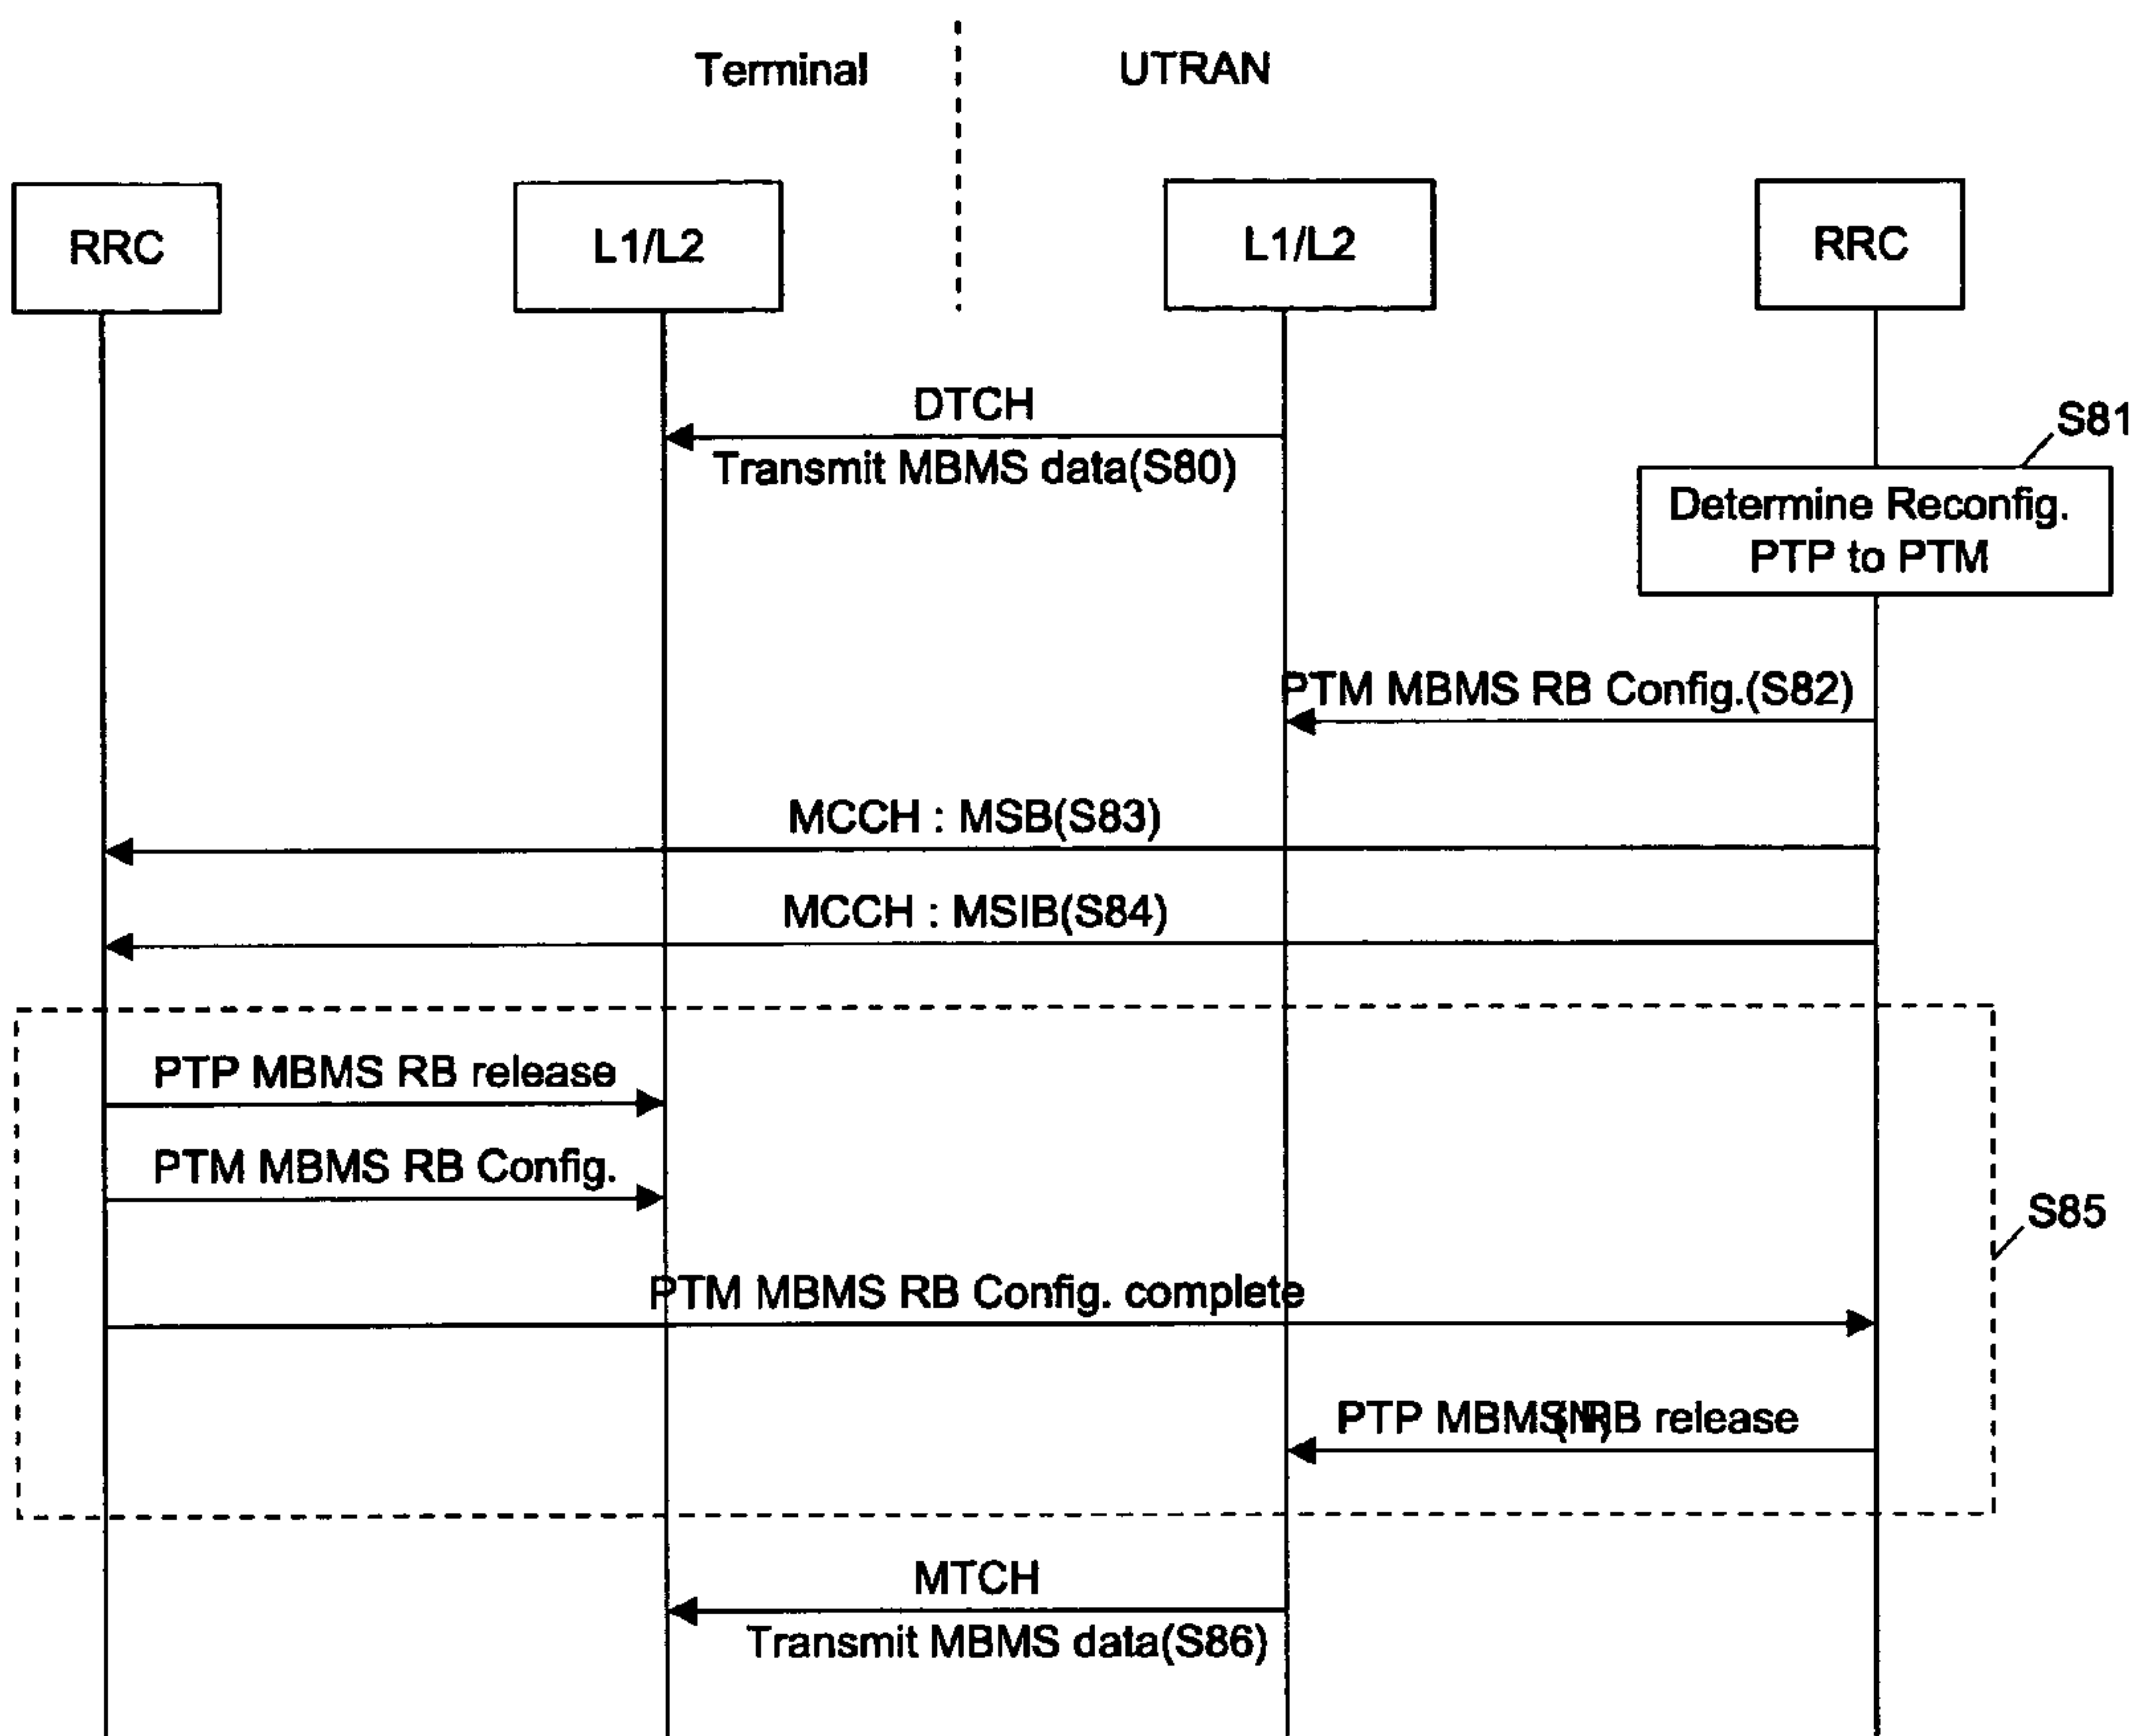 Terminal
UTRAN
RRC
L1/L2
L1/L2
RRC
DTCH
Transmit MBMS data(S80)
S81
Determine Reconfig.
PTP to PTM
PTM MBMS RB Config.(S82)
MCCH : MSB(S83)
MCCH : MSIB(S84)
PTP MBMS RB release
PTM MBMS RB Config.
S85
PTM MBMS RB Config. complete
PTP RB release
MTCH
Transmit MBMS data(S86)